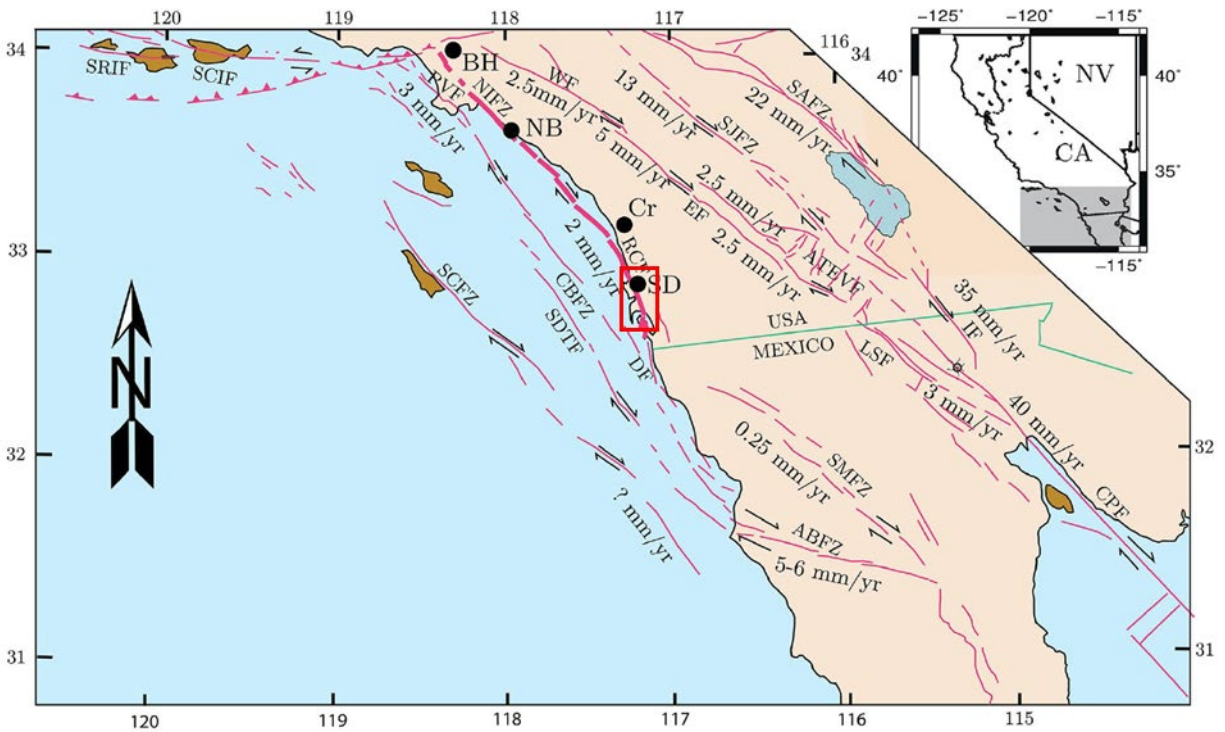 120
119
118
117
116
34
34
33
32
31
32
31
120
119
118
117
116
115
−125°
−120°
−115°
40°
35°
40°
35°
−115°
NV
CA
SRIF
SCIF
BH
PVF
NIFZ
3 mm/yr
2.5mm/yr
WF
13 mm/yr
SAFZ
22 mm/yr
SJFZ
NB
5 mm/yr
2.5 mm/yr
EF
Cr
2.5 mm/yr
ATEVF
SD
2 mm/yr
SCFZ
CBFZ
SDTF
DF
USA
MEXICO
35 mm/yr
IF
LSF
3 mm/yr
40 mm/yr
0.25 mm/yr
SMFZ
CPF
? mm/yr
ABFZ
5-6 mm/yr
N